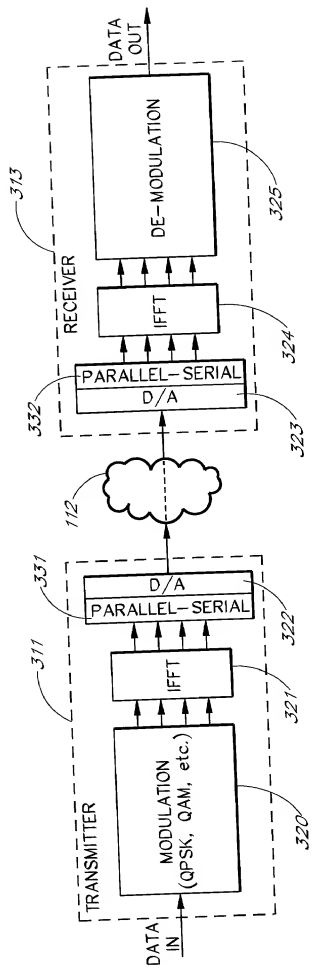 311
TRANSMITTER
DATA
IN
MODULATION
(QPSK, QAM, etc.)
320
IFFT
321
331
PARALLEL-SERIAL
D/A
322
112
313
RECEIVER
332
PARALLEL-SERIAL
D/A
323
IFFT
324
DE-MODULATION
325
DATA
OUT